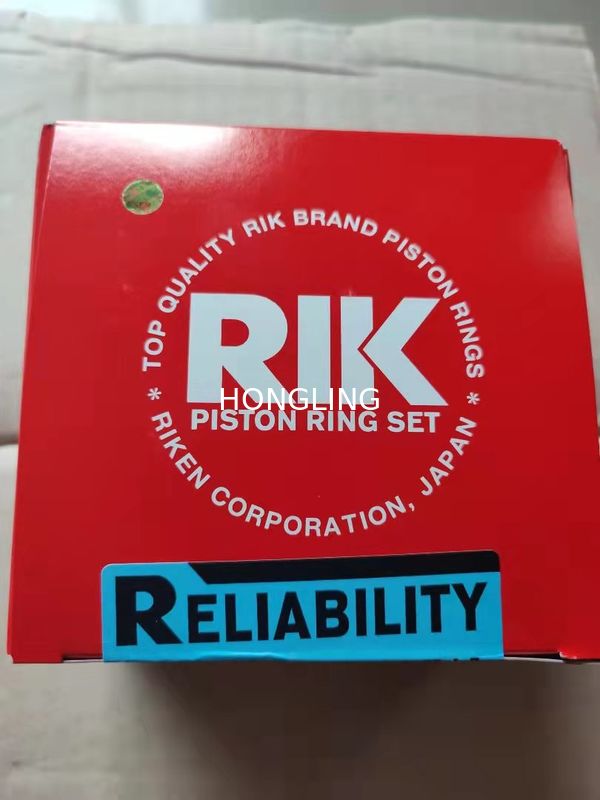 TOP QUALITY RIK BRAND PISTON RINGS
RIK
HONGLING
PISTON RING SET
* RIKEN CORPORATION, JAPAN *
RELIABILITY